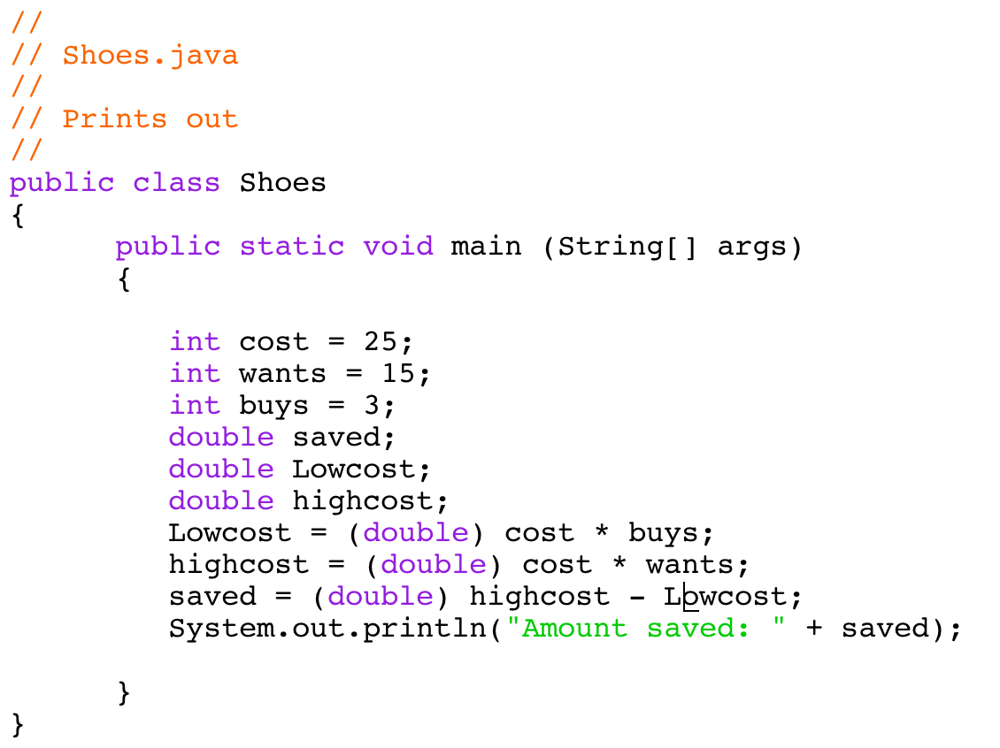 //
// Shoes.java
//
// Prints out
//
public class Shoes
{
public static void main (String[] args)
{
int cost = 25;
int wants = 15;
int buys = 3;
double saved;
double Lowcost;
double highcost;
Lowcost = (double) cost * buys;
highcost = (double) cost * wants;
saved = (double) highcost - Lowcost;
System.out.println("Amount saved: " + saved);
}
}